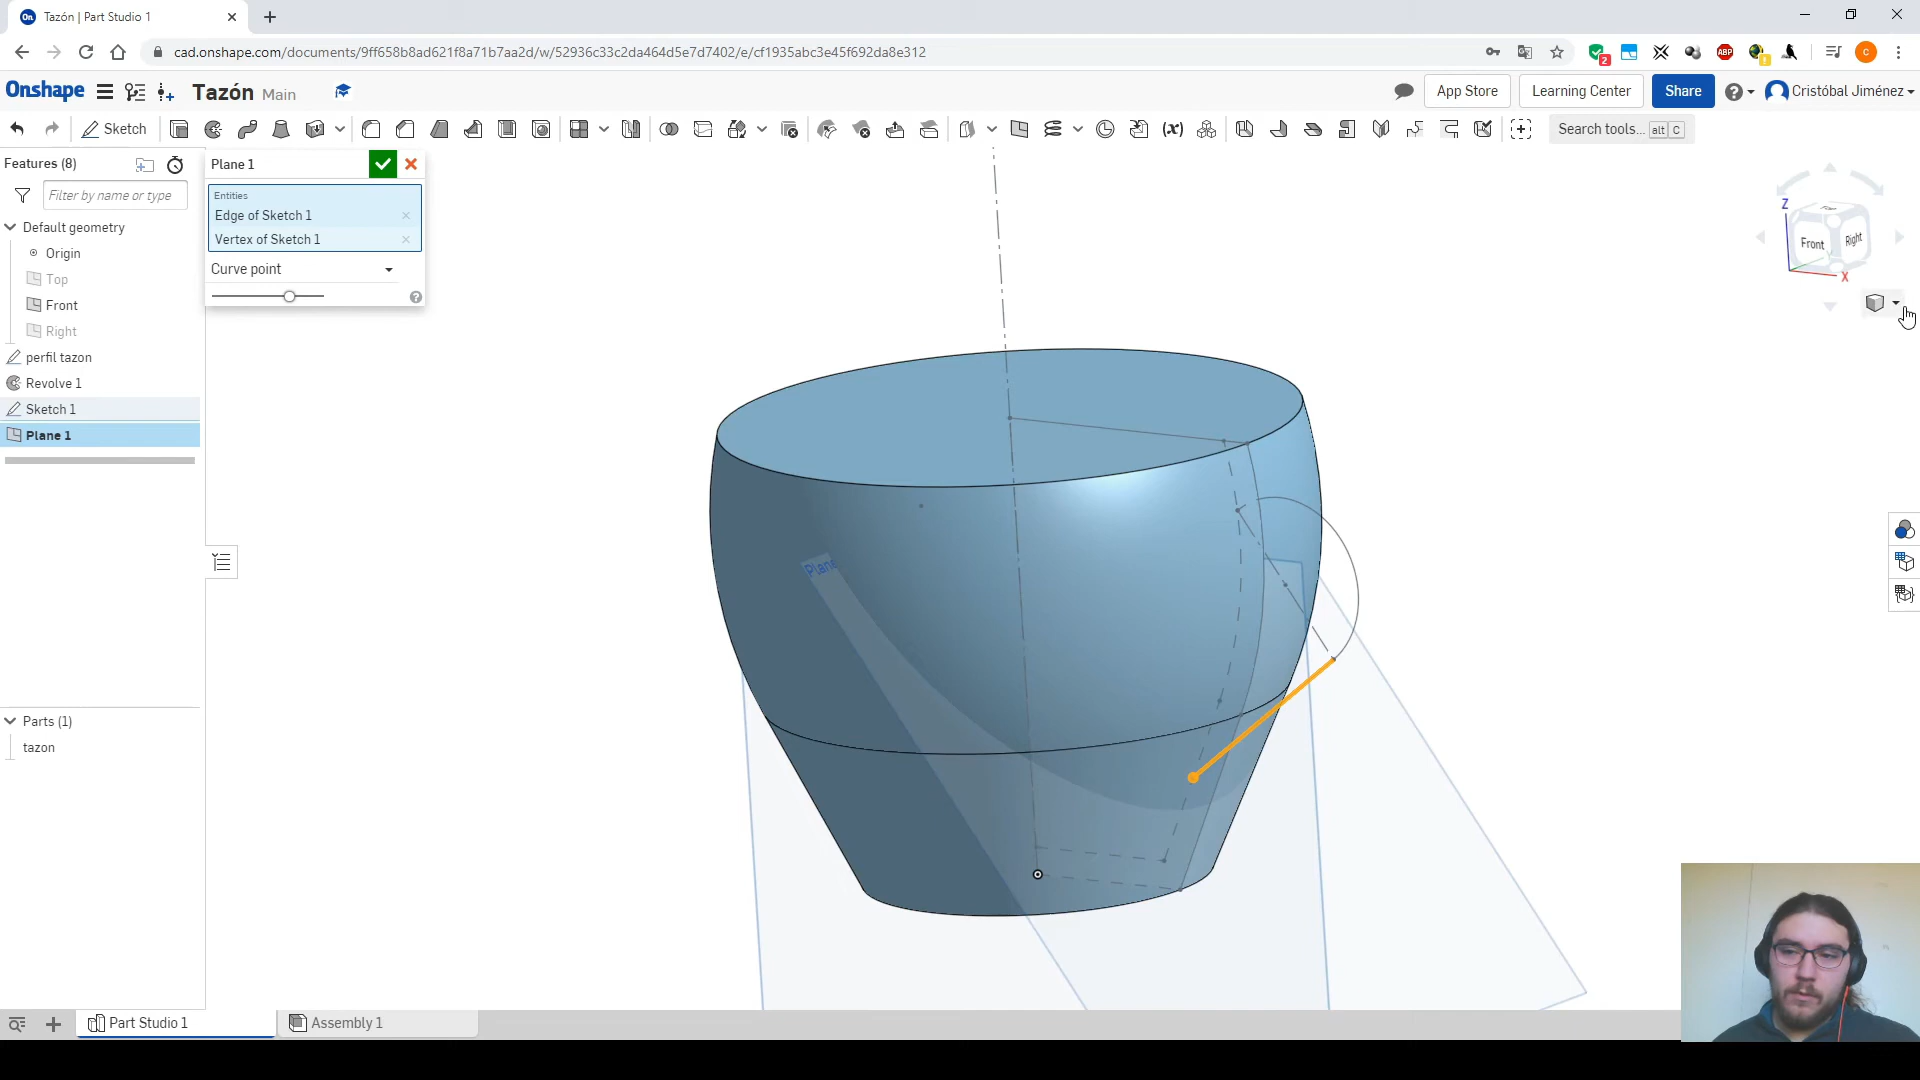 Tazón | Part Studio 1
cad.onshape.com/documents/9ff658b8ad621f8a71b7aa2d/w/52936c33c2da464d5e7d7402/e/cf1935abc3e45f692da8e312
2
ABP
C
Onshape
Tazón Main
App Store
Learning Center
Share
Cristóbal Jiménez
Sketch
(x)
Search tools... alt C
Features (8)
Plane 1
Filter by name or type
Entities
Edge of Sketch 1
Vertex of Sketch 1
Default geometry
Origin
Curve point
Top
Front
Right
perfil tazon
Revolve 1
Sketch 1
Plane 1
Z
Front
Right
X
Plane
Parts (1)
tazon
Part Studio 1
Assembly 1